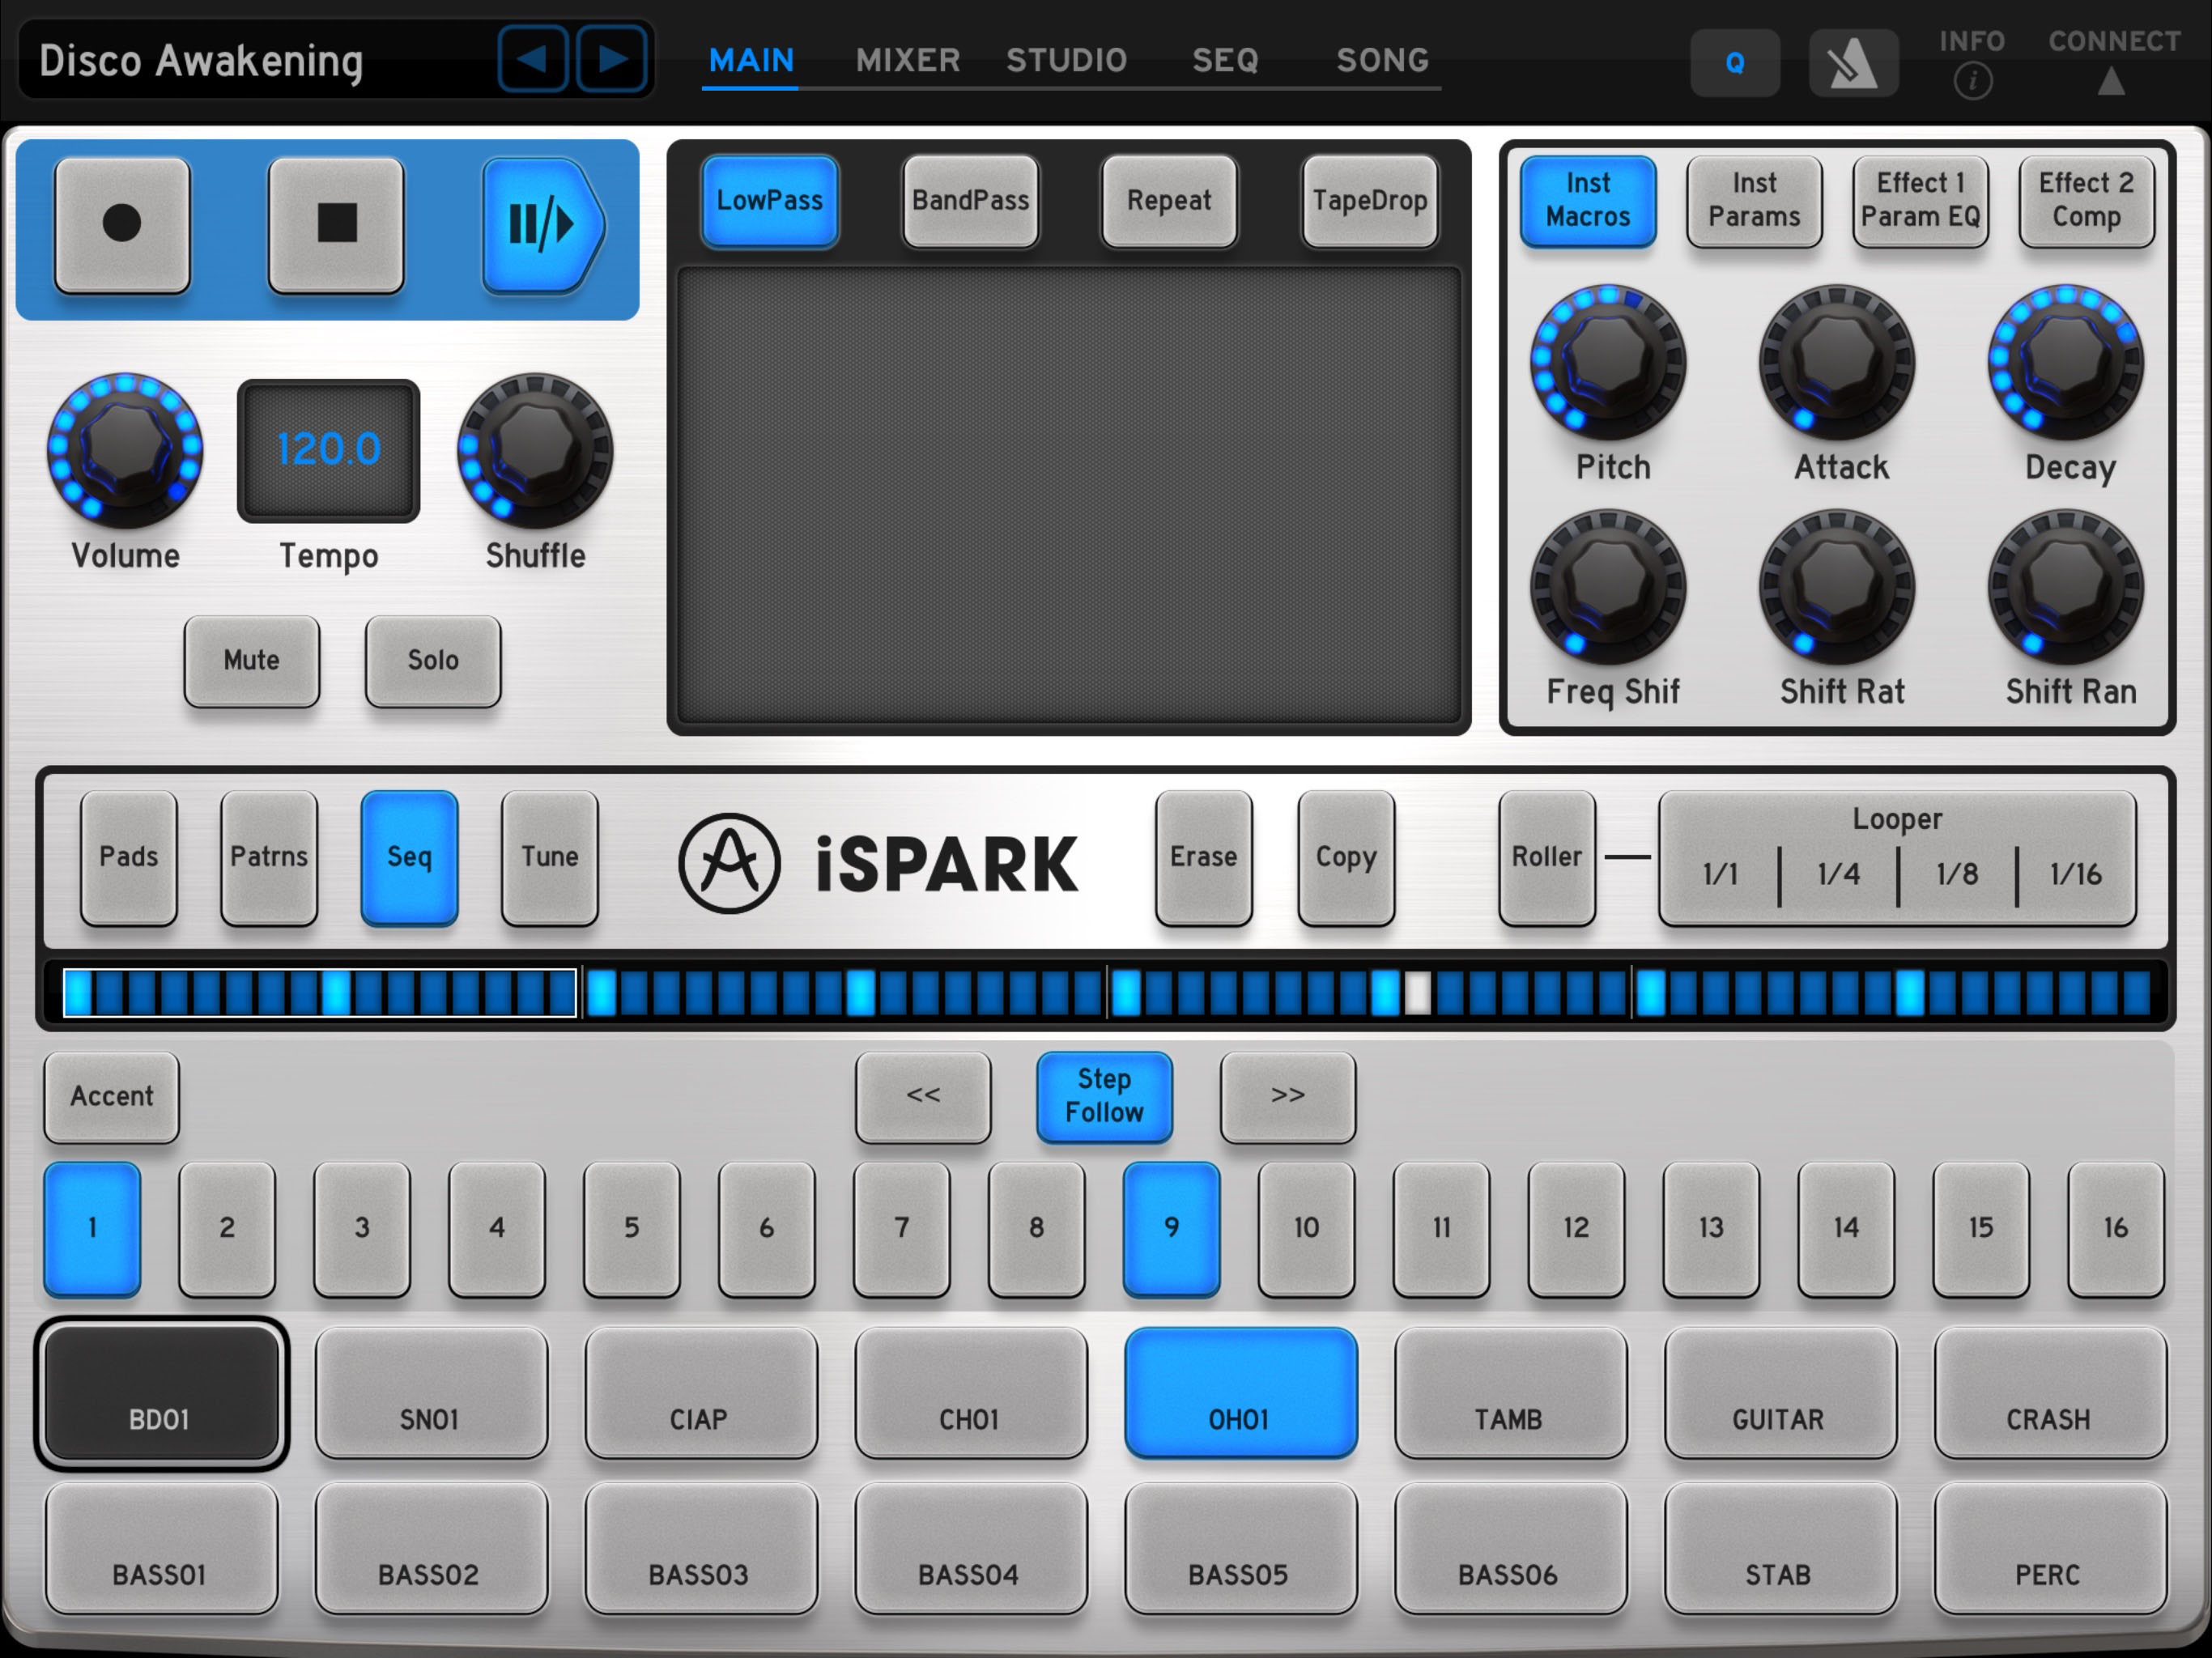 Disco Awakening
MAIN MIXER STUDIO SEQ SONG
Q
INFO
i
CONNECT
LowPass BandPass Repeat TapeDrop
Inst Macros
Inst Params
Effect 1 Param EQ
Effect 2 Comp
120.0
Volume Tempo Shuffle
Mute Solo
Pitch Attack Decay
Freq Shif Shift Rat Shift Ran
Pads Patrns Seq Tune
iSPARK
Erase Copy Roller
Looper
1/1 1/4 1/8 1/16
Accent << Step Follow >>
1 2 3 4 5 6 7 8 9 10 11 12 13 14 15 16
BD01 SN01 ClAP CH01 OH01 TAMB GUITAR CRASH
BASS01 BASS02 BASS03 BASS04 BASS05 BASS06 STAB PERC